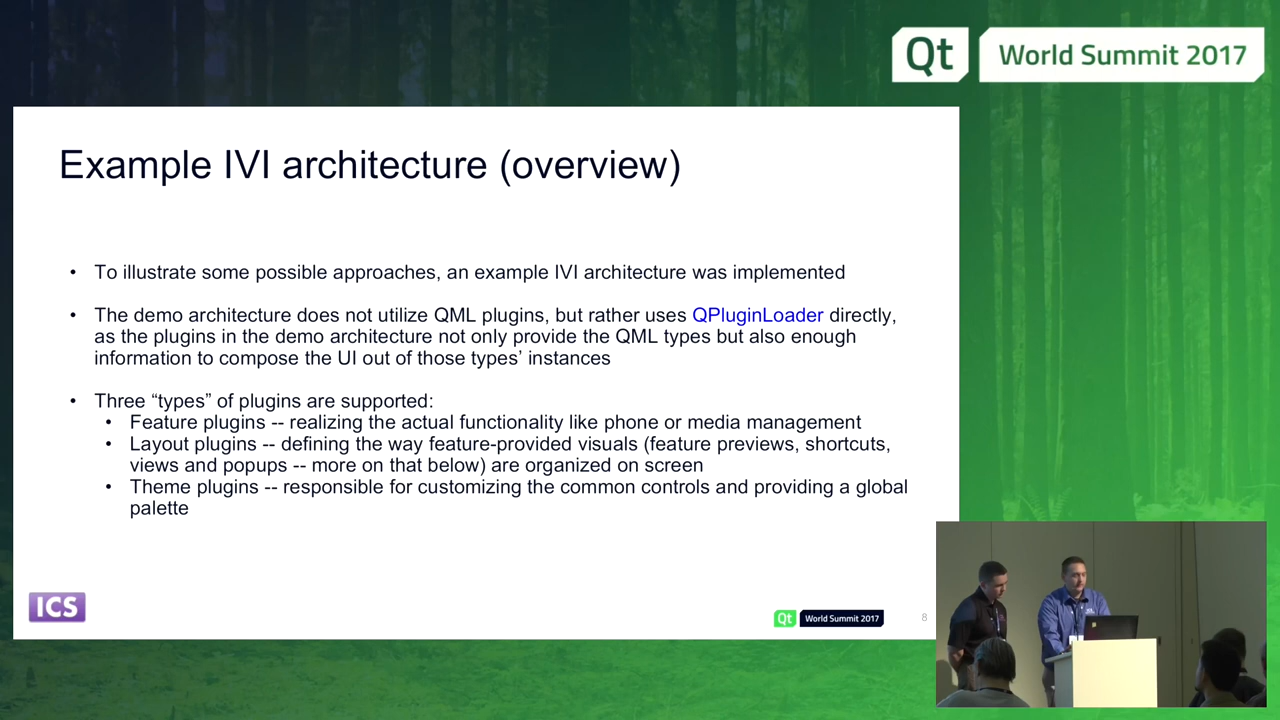 Qt World Summit 2017
Example IVI architecture (overview)
• To illustrate some possible approaches, an example IVI architecture was implemented
• The demo architecture does not utilize QML plugins, but rather uses QPluginLoader directly,
as the plugins in the demo architecture not only provide the QML types but also enough
information to compose the UI out of those types’ instances
• Three “types” of plugins are supported:
• Feature plugins -- realizing the actual functionality like phone or media management
• Layout plugins -- defining the way feature-provided visuals (feature previews, shortcuts,
views and popups -- more on that below) are organized on screen
• Theme plugins -- responsible for customizing the common controls and providing a global
palette
ICS
Qt World Summit 2017
8